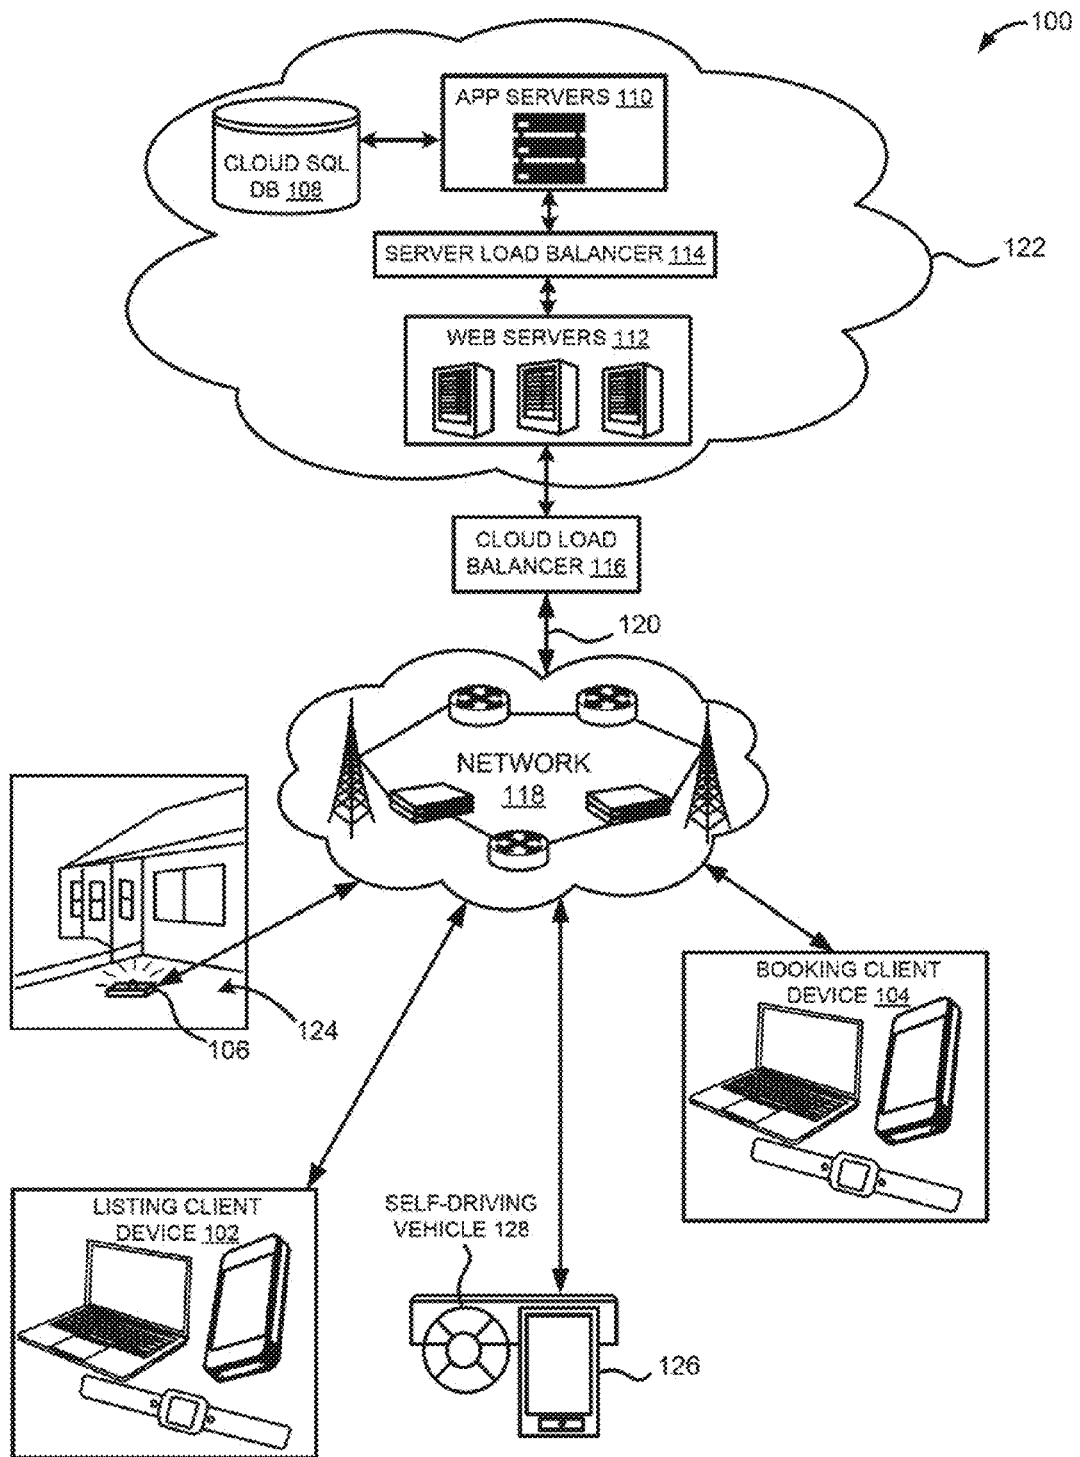 100
APP SERVERS 110
CLOUD SQL
DB 108
SERVER LOAD BALANCER 114
122
WEB SERVERS 112
CLOUD LOAD
BALANCER 116
120
NETWORK
118
124
106
BOOKING CLIENT
DEVICE 104
LISTING CLIENT
DEVICE 102
SELF-DRIVING
VEHICLE 128
126